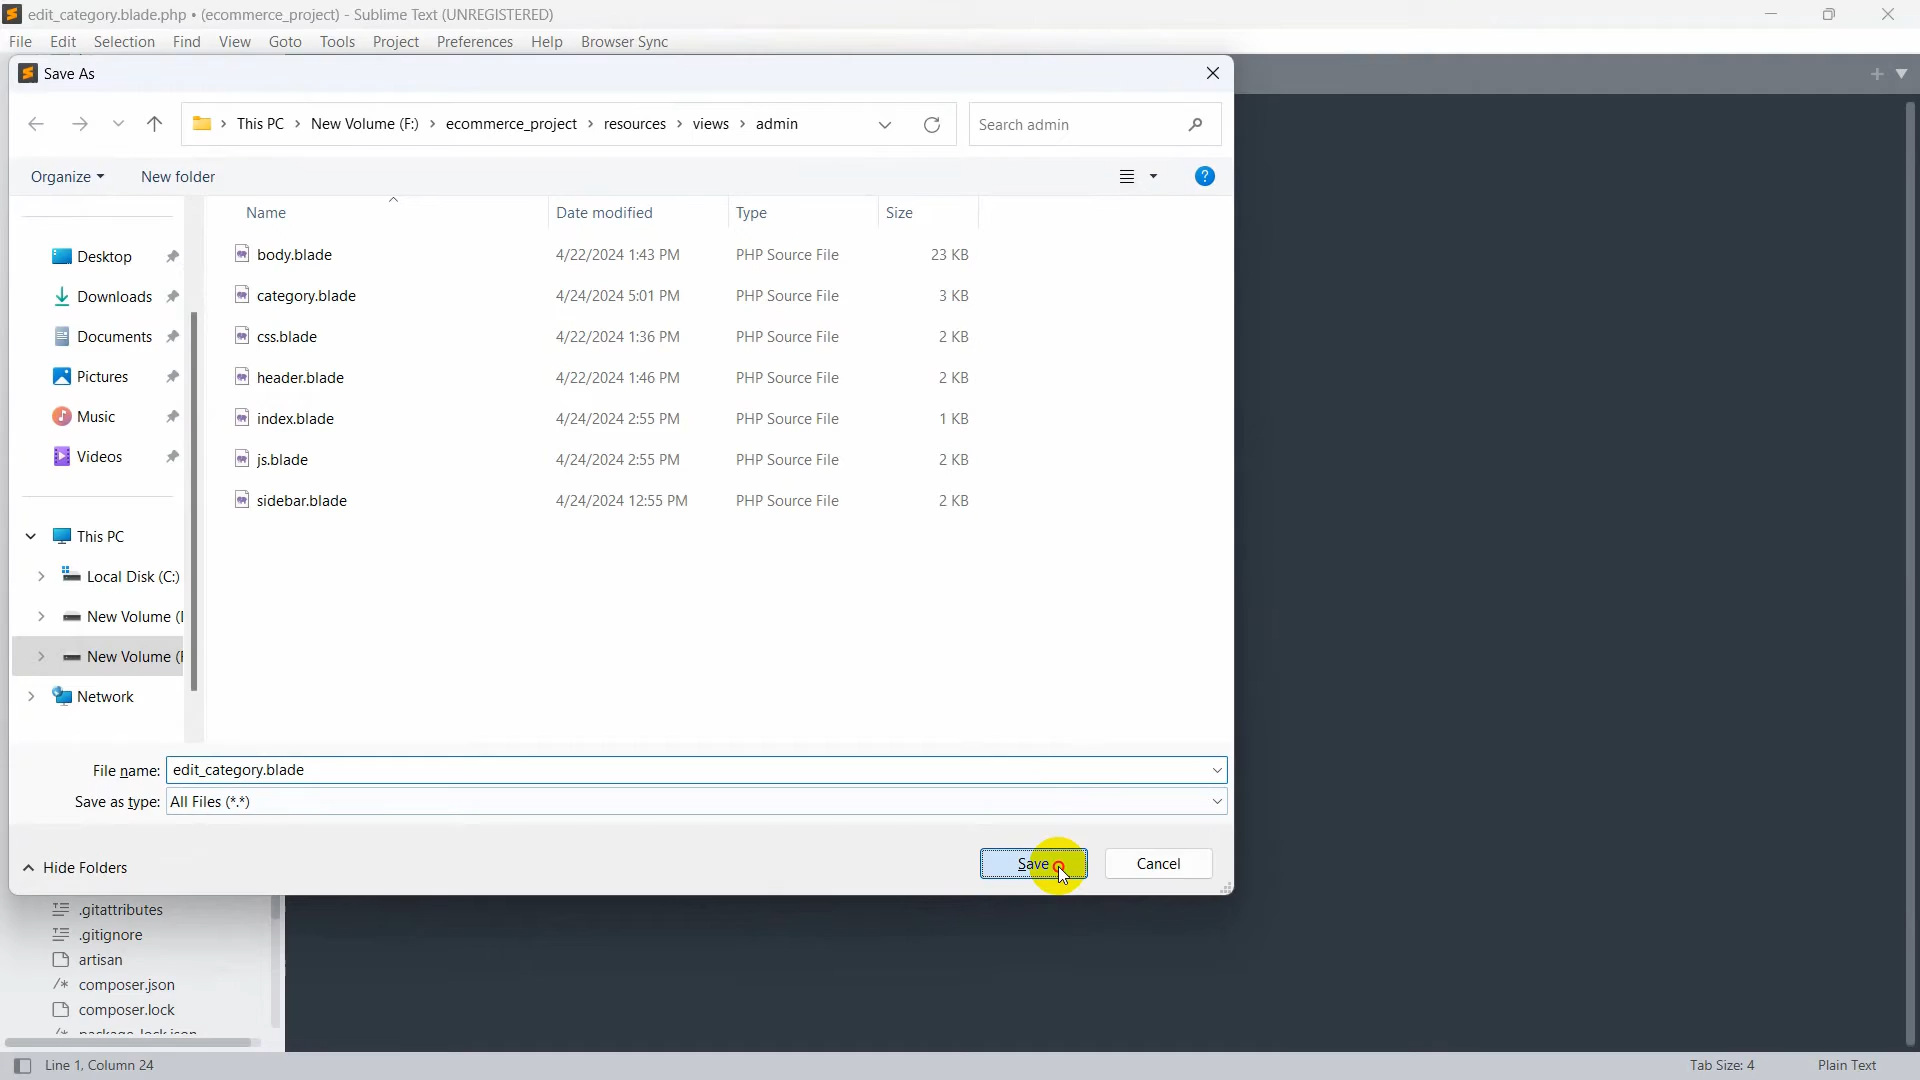 edit_category.blade.php • (ecommerce_project) - Sublime Text (UNREGISTERED)
File Edit Selection Find View Goto Tools Project Preferences Help Browser Sync
Save As
This PC > New Volume (F:) > ecommerce_project > resources > views > admin
Search admin
Organize
New folder
Name Date modified Type Size
body.blade 4/22/2024 1:43 PM PHP Source File 23 KB
category.blade 4/24/2024 5:01 PM PHP Source File 3 KB
css.blade 4/22/2024 1:36 PM PHP Source File 2 KB
header.blade 4/22/2024 1:46 PM PHP Source File 2 KB
index.blade 4/24/2024 2:55 PM PHP Source File 1 KB
js.blade 4/24/2024 2:55 PM PHP Source File 2 KB
sidebar.blade 4/24/2024 12:55 PM PHP Source File 2 KB
Desktop
Downloads
Documents
Pictures
Music
Videos
This PC
Local Disk (C:)
New Volume
New Volume
Network
File name: edit_category.blade
Save as type: All Files (*.*)
Hide Folders
Save
Cancel
.gitattributes
.gitignore
artisan
composer.json
composer.lock
Line 1, Column 24
Tab Size: 4
Plain Text